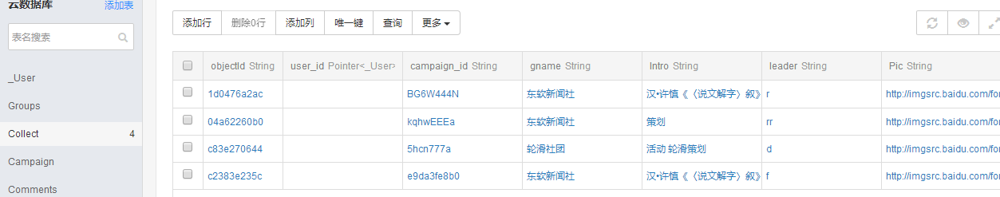 云数据库 添加表
表名搜索
_User
Groups
Collect 4
Campaign
Comments
添加行 删除0行 添加列 唯一键 查询 更多
objectId String user_id Pointer<_User> campaign_id String gname String Intro String leader String Pic String
1d0476a2ac BG6W444N 东软新闻社 汉•许慎《〈说文解字〉叙》 r http://imgsrc.baidu.com/for
04a62260b0 kqhwEEEa 东软新闻社 策划 rr http://imgsrc.baidu.com/for
c83e270644 5hcn777a 轮滑社团 活动 轮滑策划 d http://imgsrc.baidu.com/for
c2383e235c e9da3fe8b0 东软新闻社 汉•许慎《〈说文解字〉叙》 f http://imgsrc.baidu.com/for